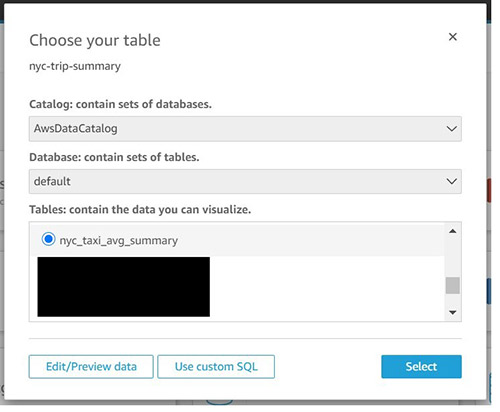 Choose your table
nyc-trip-summary
Catalog: contain sets of databases.
AwsDataCatalog
Database: contain sets of tables.
default
Tables: contain the data you can visualize.
nyc_taxi_avg_summary
Edit/Preview data
Use custom SQL
Select